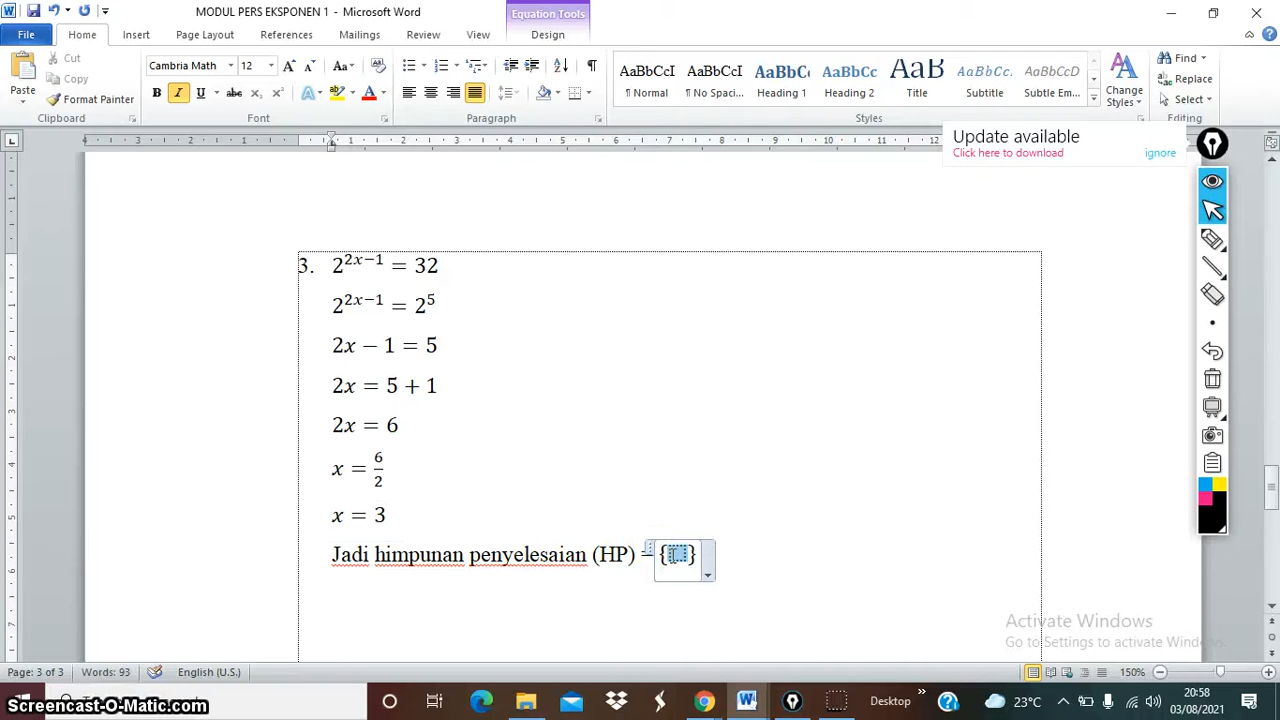 MODUL PERS EKSPONEN 1 - Microsoft Word
Equation Tools
File Home Insert Page Layout References Mailings Review View Design
Paste
Cut
Copy
Format Painter
Clipboard
Cambria Math 12
Font
Paragraph
AaBbCcI AaBbCcI AaBbCc AaBbCc AaB AaBbCcI AaBbCcD
¶ Normal ¶ No Spaci... Heading 1 Heading 2 Title Subtitle Subtle Em...
Styles
Change Styles
Find
Replace
Select
Editing
Update available
Click here to download ignore
3. 2^{2x−1} = 32
2^{2x−1} = 2^5
2x − 1 = 5
2x = 5 + 1
2x = 6
x = 6/2
x = 3
Jadi himpunan penyelesaian (HP) = { }
Activate Windows
Go to Settings to activate Windows.
Page: 3 of 3 Words: 93 English (U.S.) 150%
Screencast-O-Matic.com
Desktop
23°C
20:58
03/08/2021